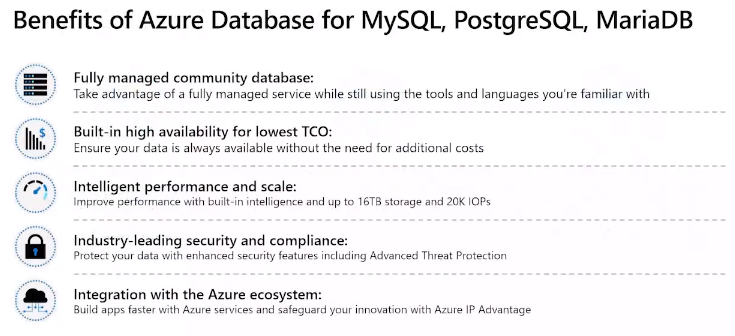 Benefits of Azure Database for MySQL, PostgreSQL, MariaDB
Fully managed community database:
Take advantage of a fully managed service while still using the tools and languages you're familiar with
$
Built-in high availability for lowest TCO:
Ensure your data is always available without the need for additional costs
Intelligent performance and scale:
Improve performance with built-in intelligence and up to 16TB storage and 20K IOPs
Industry-leading security and compliance:
Protect your data with enhanced security features including Advanced Threat Protection
Integration with the Azure ecosystem:
Build apps faster with Azure services and safeguard your innovation with Azure IP Advantage